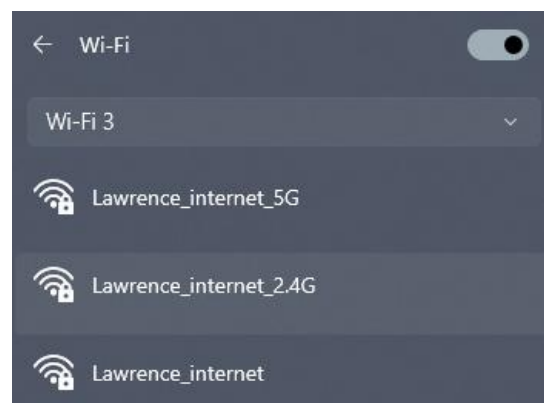 Wi-Fi
Wi-Fi 3
Lawrence_internet_5G
Lawrence_internet_2.4G
Lawrence_internet